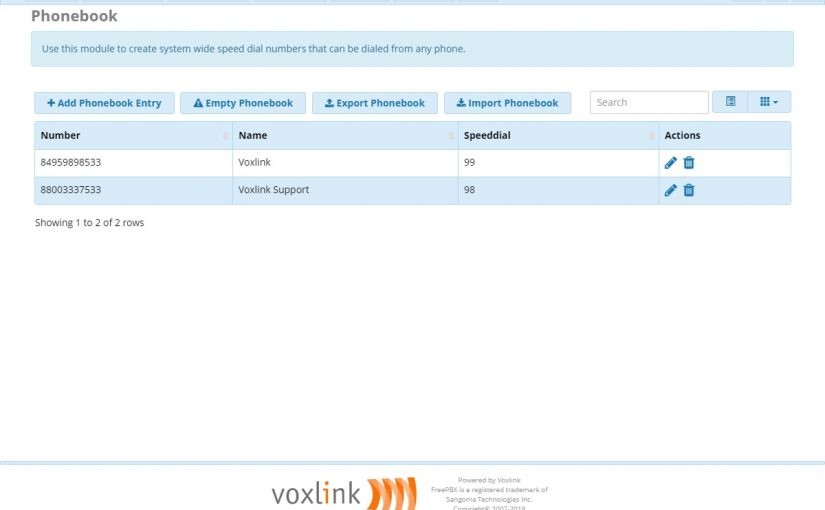 Phonebook
Use this module to create system wide speed dial numbers that can be dialed from any phone.
Add Phonebook Entry Empty Phonebook Export Phonebook Import Phonebook Search
Number Name Speeddial Actions
84959898533 Voxlink 99
88003337533 Voxlink Support 98
Showing 1 to 2 of 2 rows
voxlink
Powered by Voxlink
FreePBX is a registered trademark of
Sangoma Technologies Inc.